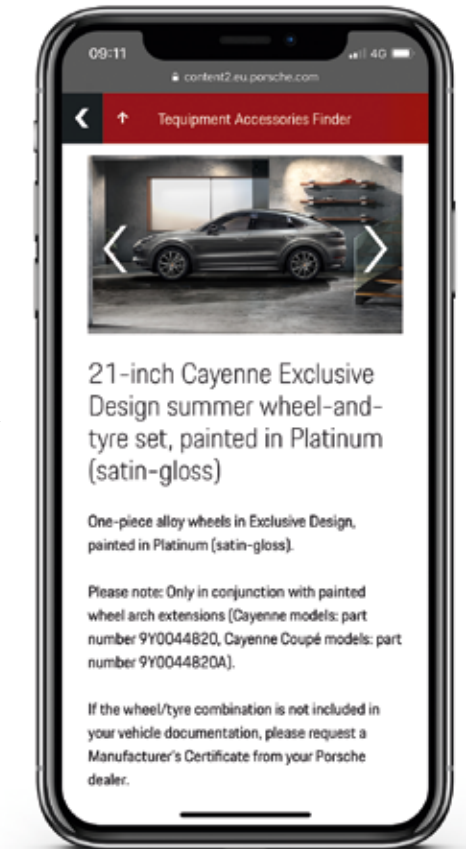 09:11
4G
content2.eu.porsche.com
Tequipment Accessories Finder
21-inch Cayenne Exclusive
Design summer wheel-and-
tyre set, painted in Platinum
(satin-gloss)
One-piece alloy wheels in Exclusive Design,
painted in Platinum (satin-gloss).
Please note: Only in conjunction with painted
wheel arch extensions (Cayenne models: part
number 9Y0044820, Cayenne Coupé models: part
number 9Y0044820A).
If the wheel/tyre combination is not included in
your vehicle documentation, please request a
Manufacturer's Certificate from your Porsche
dealer.